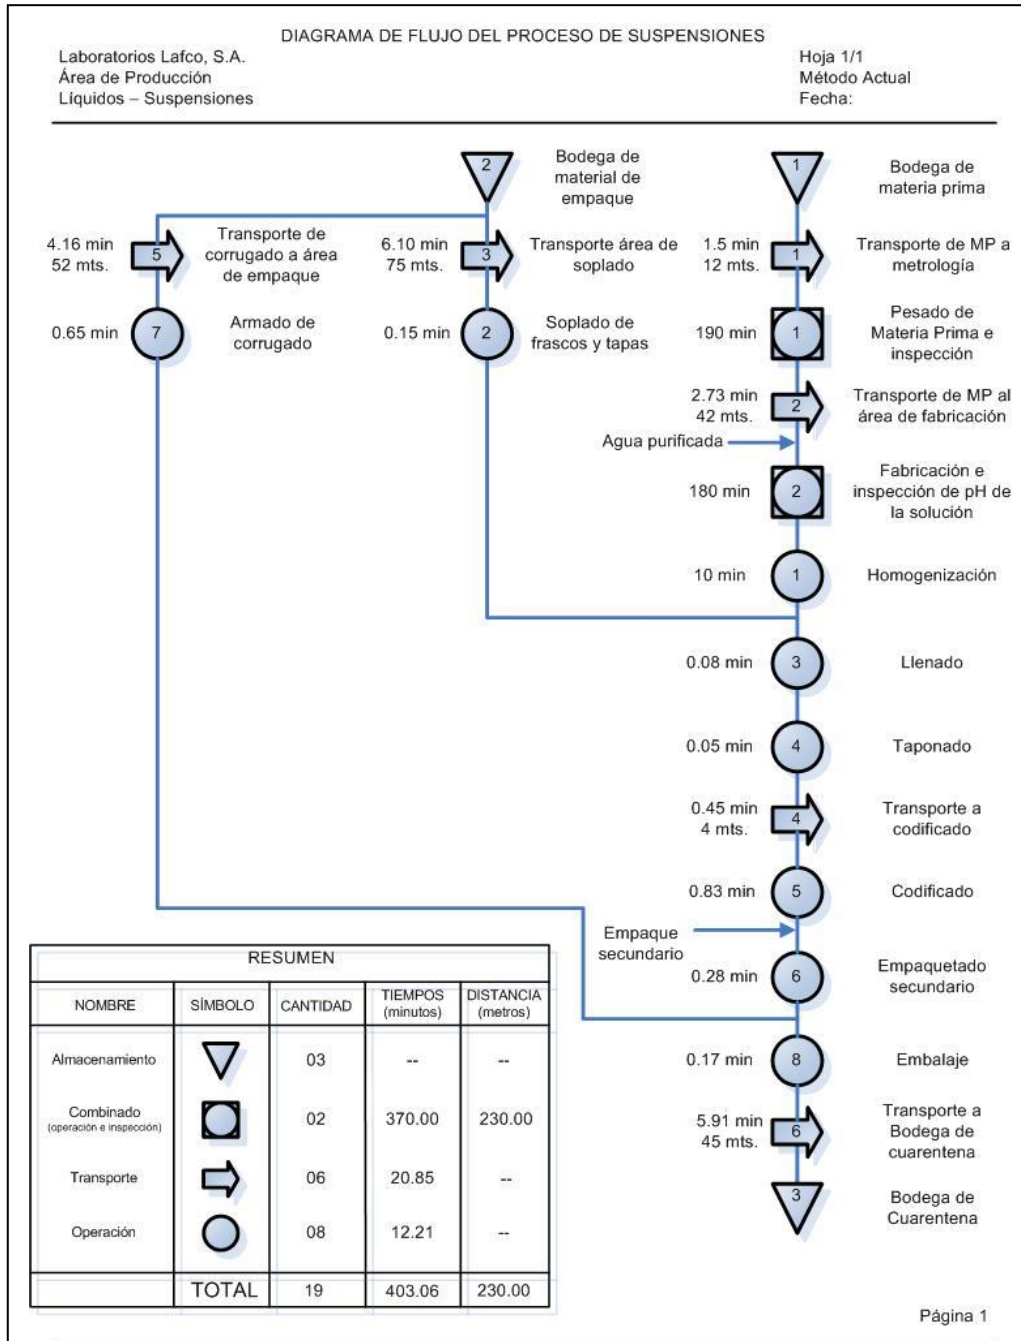 DIAGRAMA DE FLUJO DEL PROCESO DE SUSPENSIONES
Laboratorios Lafco, S.A.
Área de Producción
Líquidos – Suspensiones
Hoja 1/1
Método Actual
Fecha:
2
Bodega de
material de
empaque
1
Bodega de
materia prima
4.16 min
52 mts.
5
Transporte de
corrugado a área
de empaque
6.10 min
75 mts.
3
Transporte área de
soplado
1.5 min
12 mts.
1
Transporte de MP a
metrología
0.65 min
7
Armado de
corrugado
0.15 min
2
Soplado de
frascos y tapas
190 min
1
Pesado de
Materia Prima e
inspección
2.73 min
42 mts.
2
Transporte de MP al
área de fabricación
Agua purificada
180 min
2
Fabricación e
inspección de pH de
la solución
10 min
1
Homogenización
0.08 min
3
Llenado
0.05 min
4
Taponado
0.45 min
4 mts.
4
Transporte a
codificado
0.83 min
5
Codificado
Empaque
secundario
0.28 min
6
Empaquetado
secundario
0.17 min
8
Embalaje
5.91 min
45 mts.
6
Transporte a
Bodega de
cuarentena
3
Bodega de
Cuarentena
RESUMEN
NOMBRE SÍMBOLO CANTIDAD TIEMPOS (minutos) DISTANCIA (metros)
Almacenamiento 03 -- --
Combinado (operación e inspección) 02 370.00 230.00
Transporte 06 20.85 --
Operación 08 12.21 --
TOTAL 19 403.06 230.00
Página 1